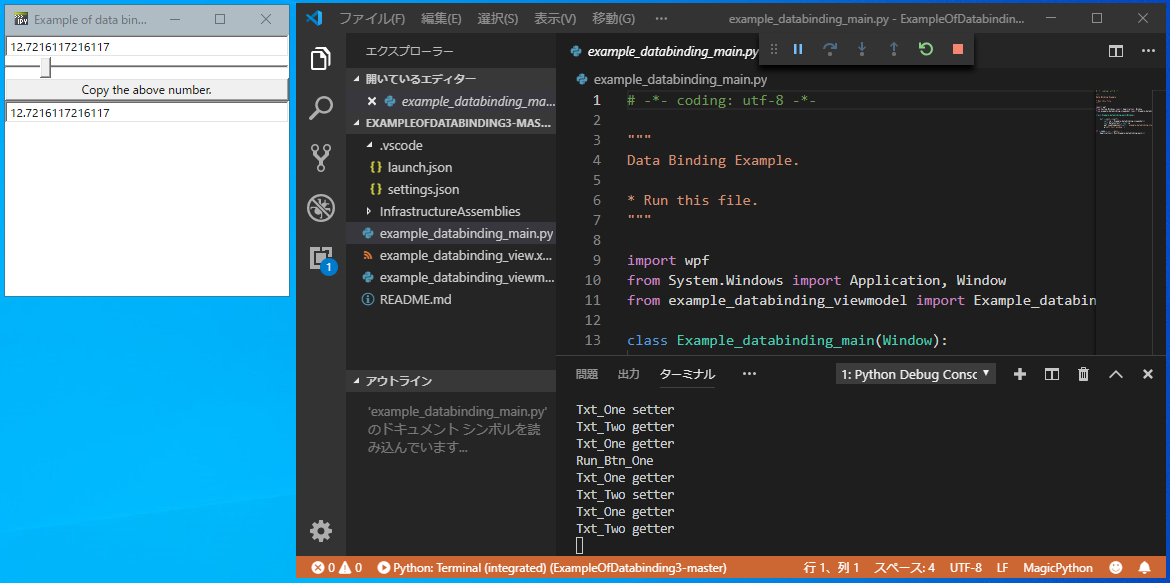 Example of data bin...
12.7216117216117
Copy the above number.
12.7216117216117
ファイル(F) 編集(E) 選択(S) 表示(V) 移動(G) ··· example_databinding_main.py - ExampleOfDatabindin...
エクスプローラー
開いているエディター
example_databinding_ma...
EXAMPLEOFDATABINDING3-MAS...
.vscode
{} launch.json
{} settings.json
InfrastructureAssemblies
example_databinding_main.py
example_databinding_view.x...
example_databinding_viewm...
README.md
アウトライン
'example_databinding_main.py'
のドキュメント シンボルを読
み込んでいます...
1
example_databinding_main.py
example_databinding_main.py
1 # -*- coding: utf-8 -*-
2
3 """
4 Data Binding Example.
5
6 * Run this file.
7 """
8
9 import wpf
10 from System.Windows import Application, Window
11 from example_databinding_viewmodel import Example_databin
12
13 class Example_databinding_main(Window):
問題 出力 ターミナル ··· 1: Python Debug Consc
Txt_One setter
Txt_Two getter
Txt_One getter
Run_Btn_One
Txt_One getter
Txt_Two setter
Txt_One getter
Txt_Two getter
0 0 Python: Terminal (integrated) (ExampleOfDatabinding3-master) 行 1、列 1 スペース: 4 UTF-8 LF MagicPython